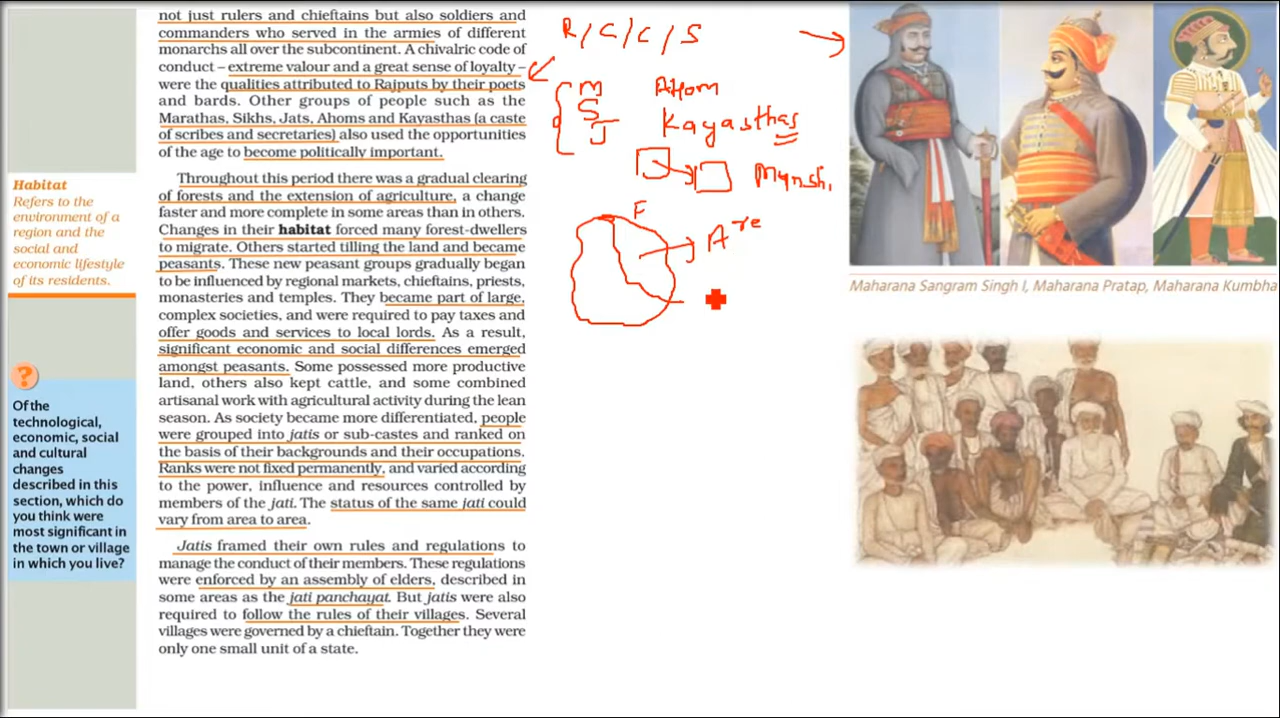 not just rulers and chieftains but also soldiers and
commanders who served in the armies of different
monarchs all over the subcontinent. A chivalric code of
conduct – extreme valour and a great sense of loyalty –
were the qualities attributed to Rajputs by their poets
and bards. Other groups of people such as the
Marathas, Sikhs, Jats, Ahoms and Kayasthas (a caste
of scribes and secretaries) also used the opportunities
of the age to become politically important.
Throughout this period there was a gradual clearing
of forests and the extension of agriculture, a change
faster and more complete in some areas than in others.
Changes in their habitat forced many forest-dwellers
to migrate. Others started tilling the land and became
peasants. These new peasant groups gradually began
to be influenced by regional markets, chieftains, priests,
monasteries and temples. They became part of large,
complex societies, and were required to pay taxes and
offer goods and services to local lords. As a result,
significant economic and social differences emerged
amongst peasants. Some possessed more productive
land, others also kept cattle, and some combined
artisanal work with agricultural activity during the lean
season. As society became more differentiated, people
were grouped into jatis or sub-castes and ranked on
the basis of their backgrounds and their occupations.
Ranks were not fixed permanently, and varied according
to the power, influence and resources controlled by
members of the jati. The status of the same jati could
vary from area to area.
Jatis framed their own rules and regulations to
manage the conduct of their members. These regulations
were enforced by an assembly of elders, described in
some areas as the jati panchayat. But jatis were also
required to follow the rules of their villages. Several
villages were governed by a chieftain. Together they were
only one small unit of a state.
Habitat
Refers to the
environment of a
region and the
social and
economic lifestyle
of its residents.
?
Of the
technological,
economic, social
and cultural
changes
described in this
section, which do
you think were
most significant in
the town or village
in which you live?
R/C/C/S
M Ahom
S Kayasthas
J
Munshi
F
Are
Maharana Sangram Singh I, Maharana Pratap, Maharana Kumbha